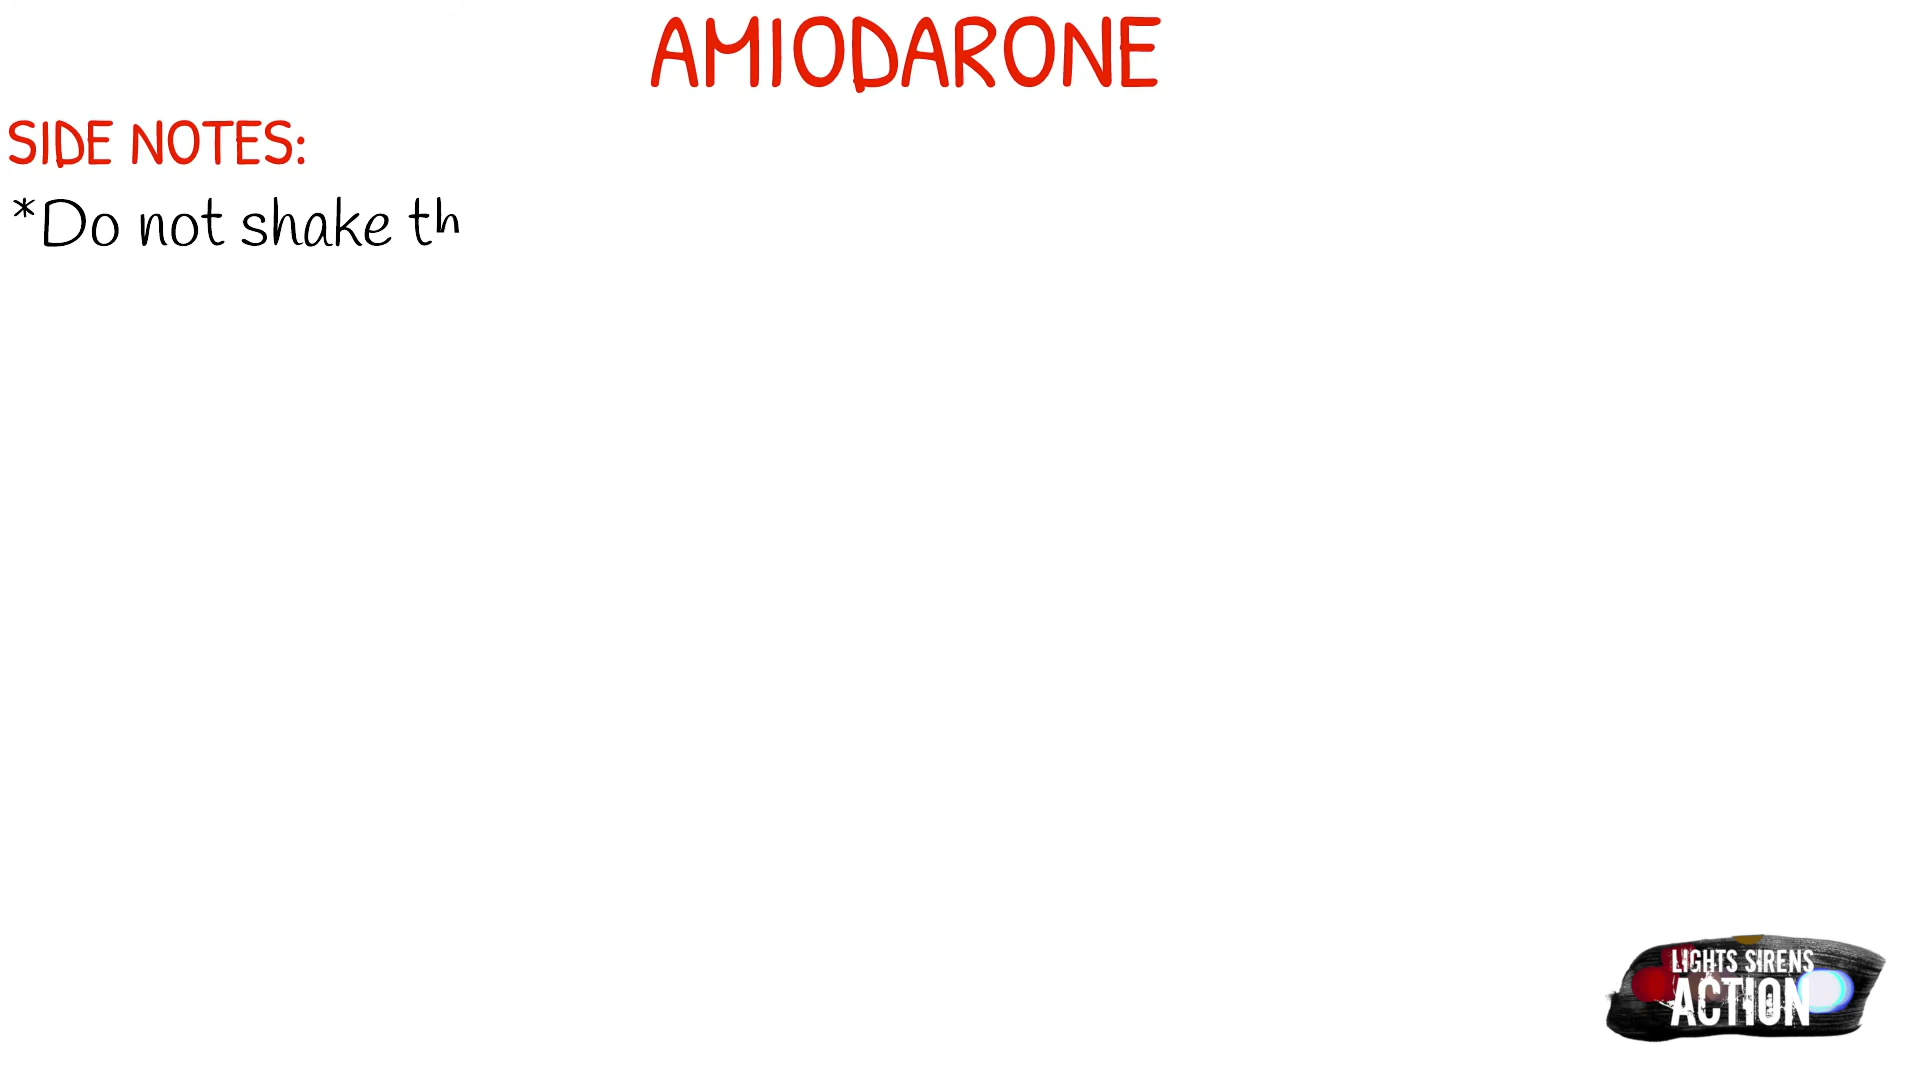 AMIODARONE
SIDE NOTES:
*Do not shake th
LIGHTS SIRENS
ACTION